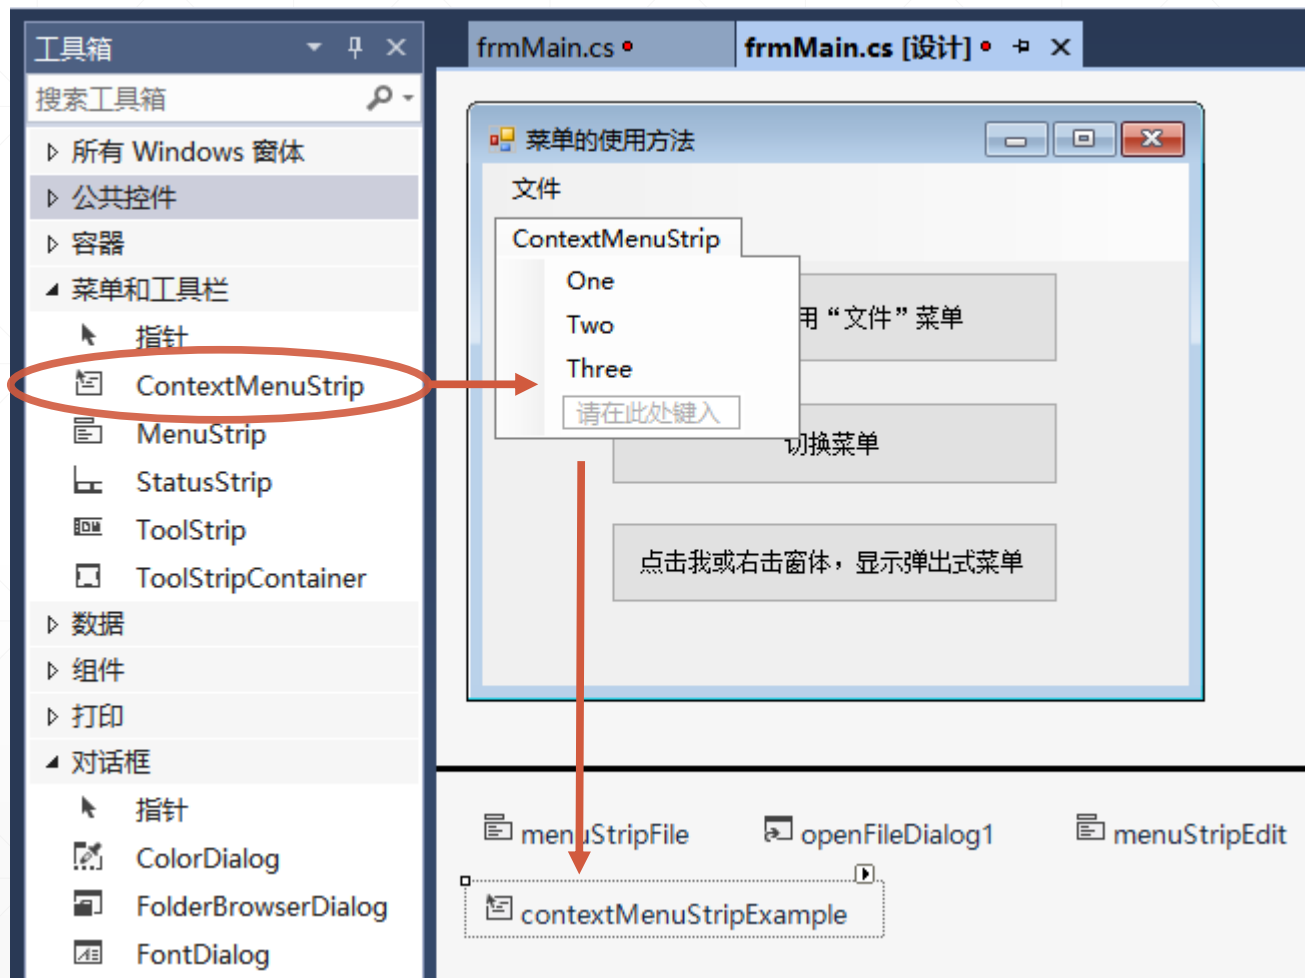 工具箱
搜索工具箱
所有 Windows 窗体
公共控件
容器
菜单和工具栏
指针
ContextMenuStrip
MenuStrip
StatusStrip
ToolStrip
ToolStripContainer
数据
组件
打印
对话框
指针
ColorDialog
FolderBrowserDialog
FontDialog
frmMain.cs
frmMain.cs [设计]
菜单的使用方法
文件
ContextMenuStrip
One
Two
Three
请在此处键入
用“文件”菜单
切换菜单
点击我或右击窗体，显示弹出式菜单
menuStripFile
openFileDialog1
menuStripEdit
contextMenuStripExample